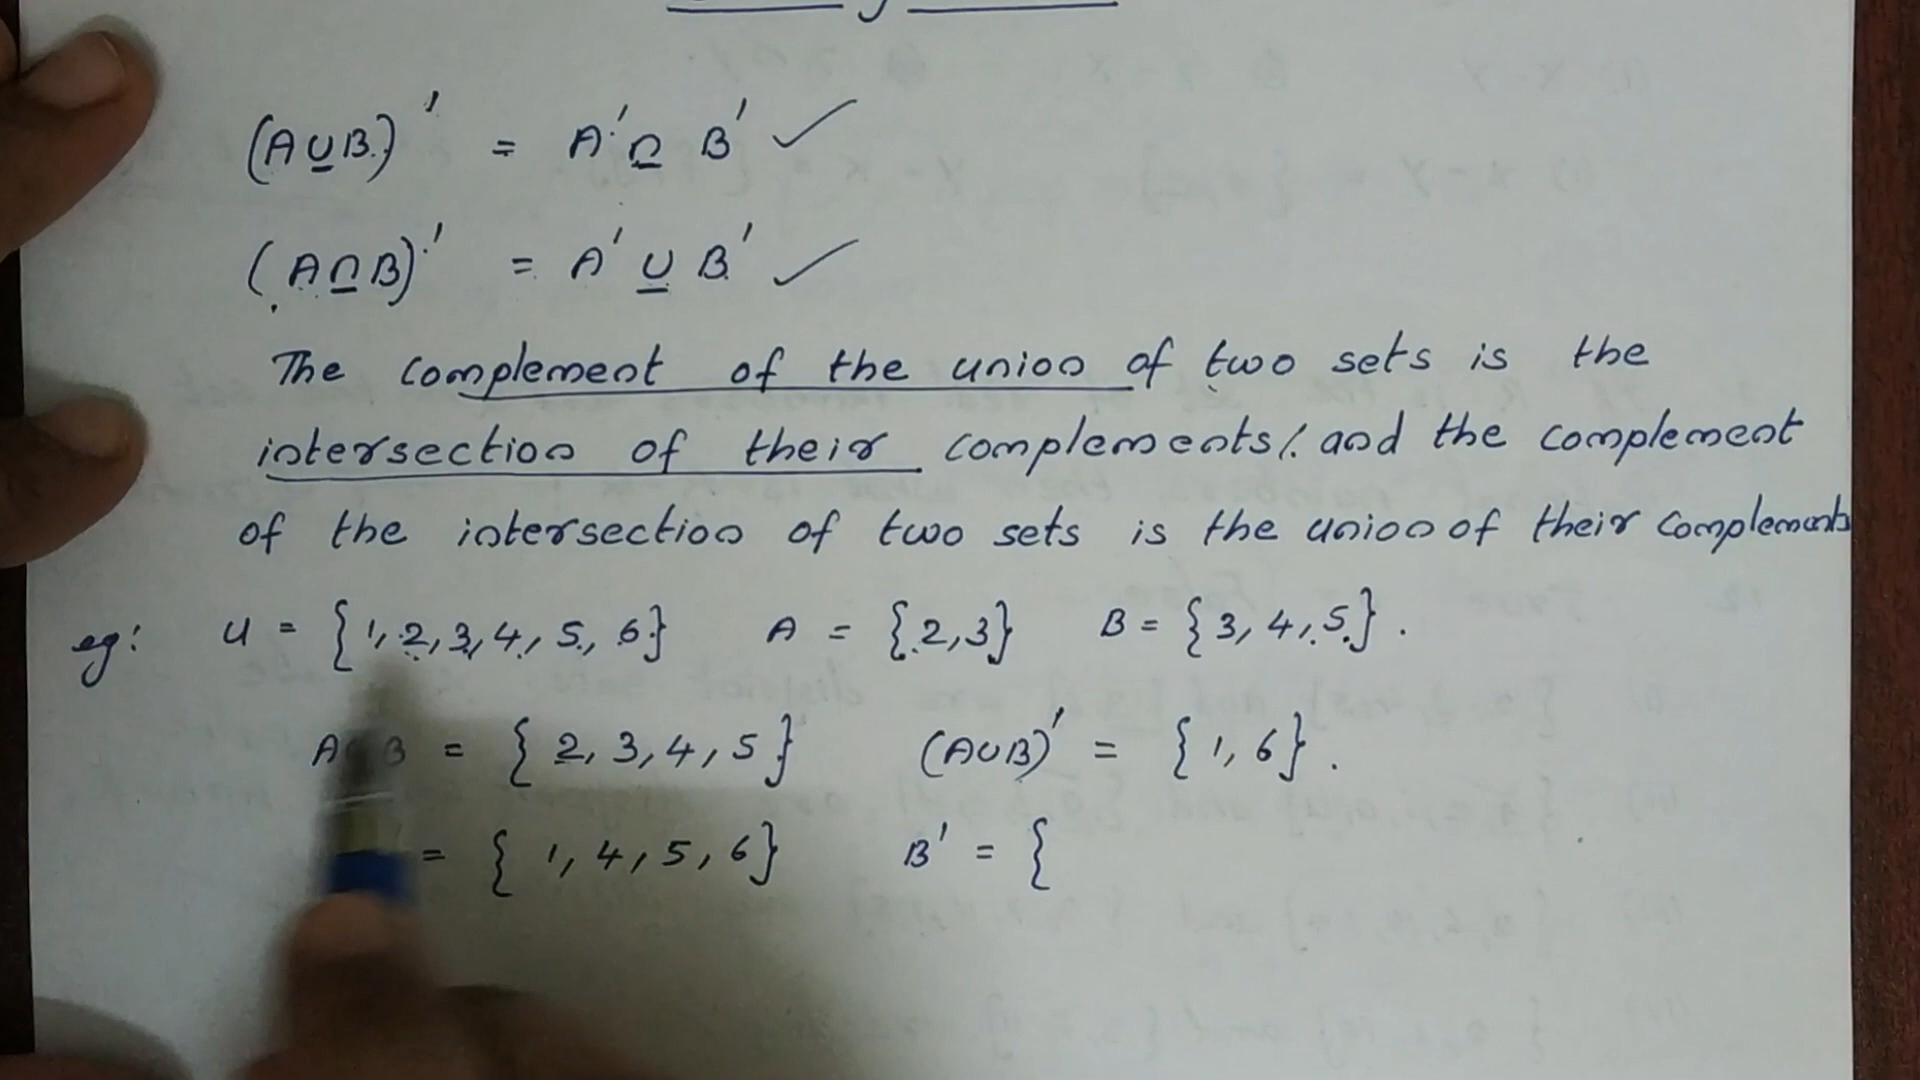 (A∪B)' = A' ∩ B' ✓
(A∩B)' = A' ∪ B' ✓
The complement of the union of two sets is the
intersection of their complements/. and the complement
of the intersection of two sets is the union of their complements
eg: U = {1, 2, 3, 4, 5, 6} A = {2, 3} B = {3, 4, 5}.
A B = {2, 3, 4, 5} (A∪B)' = {1, 6}.
= {1, 4, 5, 6} B' = {